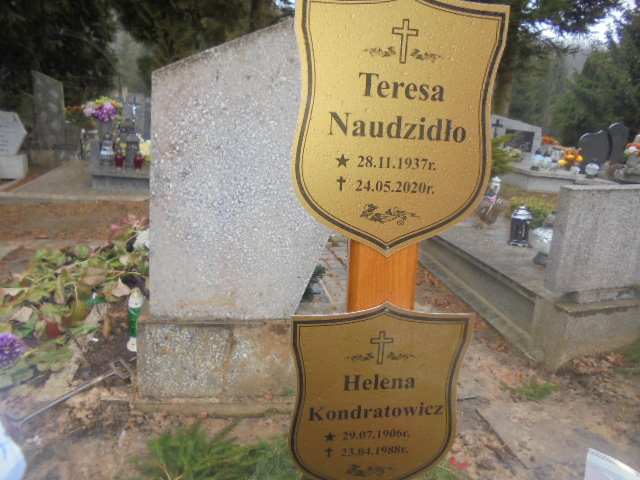 Teresa
Naudzidło
★ 28.11.1937r.
✝ 24.05.2020r.
Helena
Kondratowicz
★ 29.07.1906r.
✝ 23.04.1988r.